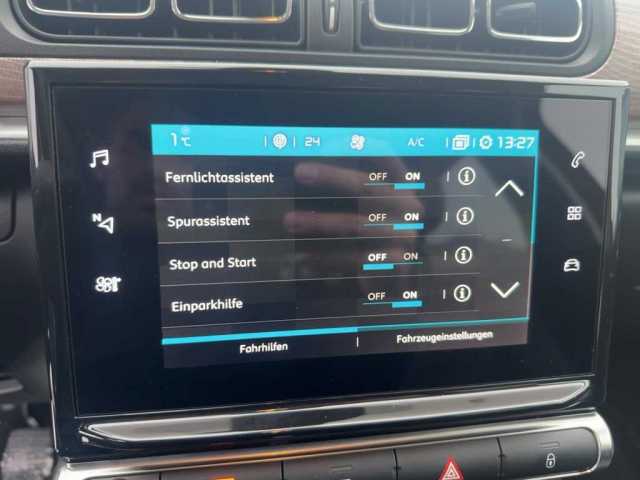 1°C 24 A/C 13:27
Fernlichtassistent OFF ON i
Spurassistent OFF ON i
Stop and Start OFF ON i
Einparkhilfe OFF ON i
Fahrhilfen Fahrzeugeinstellungen
N